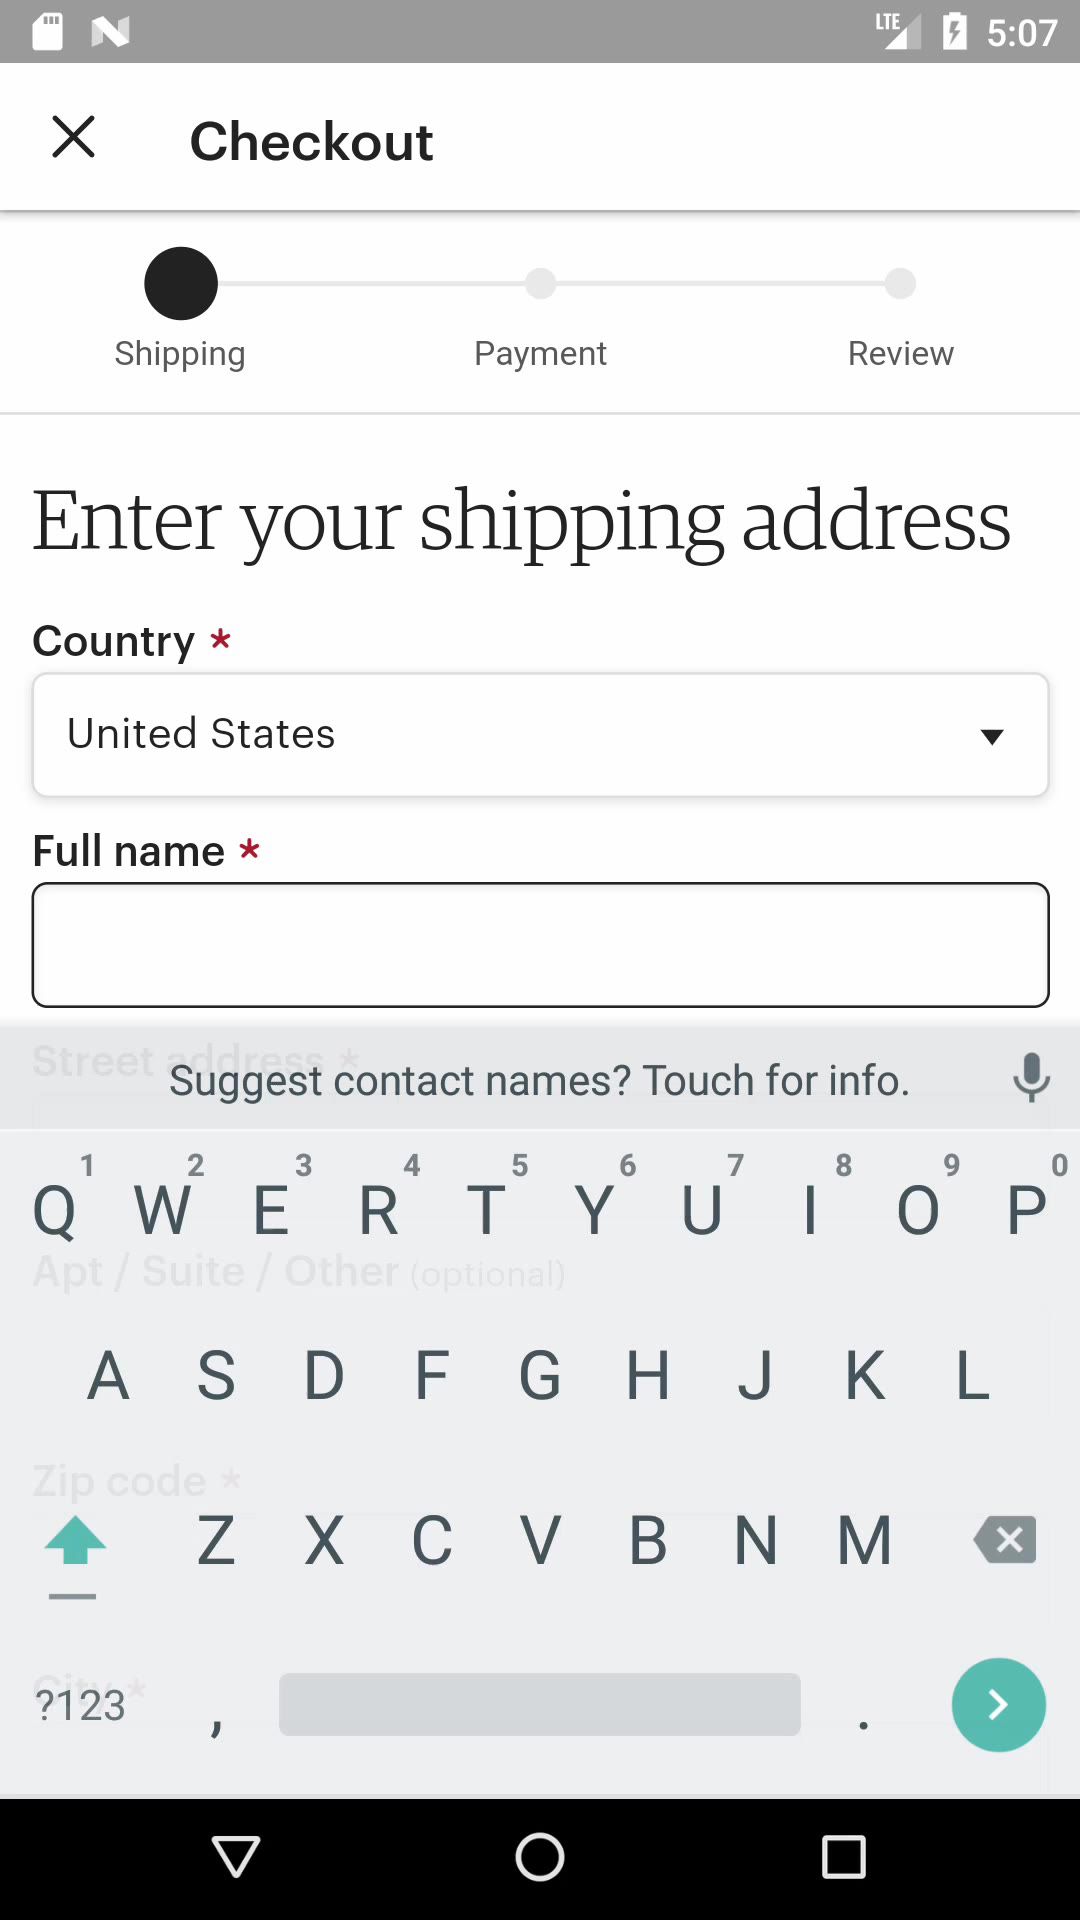 LTE 5:07
Checkout
Shipping Payment Review
Enter your shipping address
Country *
United States
Full name *
Street address *
Suggest contact names? Touch for info.
1 2 3 4 5 6 7 8 9 0
Q W E R T Y U I O P
Apt / Suite / Other (optional)
A S D F G H J K L
Zip code *
Z X C V B N M
City *
?123 , .